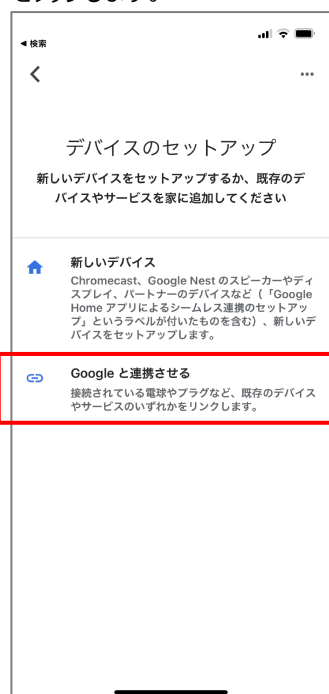 ◀ 検索
デバイスのセットアップ
新しいデバイスをセットアップするか、既存のデ
バイスやサービスを家に追加してください
新しいデバイス
Chromecast、Google Nest のスピーカーやディ
スプレイ、パートナーのデバイスなど（「Google
Home アプリによるシームレス連携のセットアッ
プ」というラベルが付いたものを含む）、新しいデ
バイスをセットアップします。
Google と連携させる
接続されている電球やプラグなど、既存のデバイス
やサービスのいずれかをリンクします。